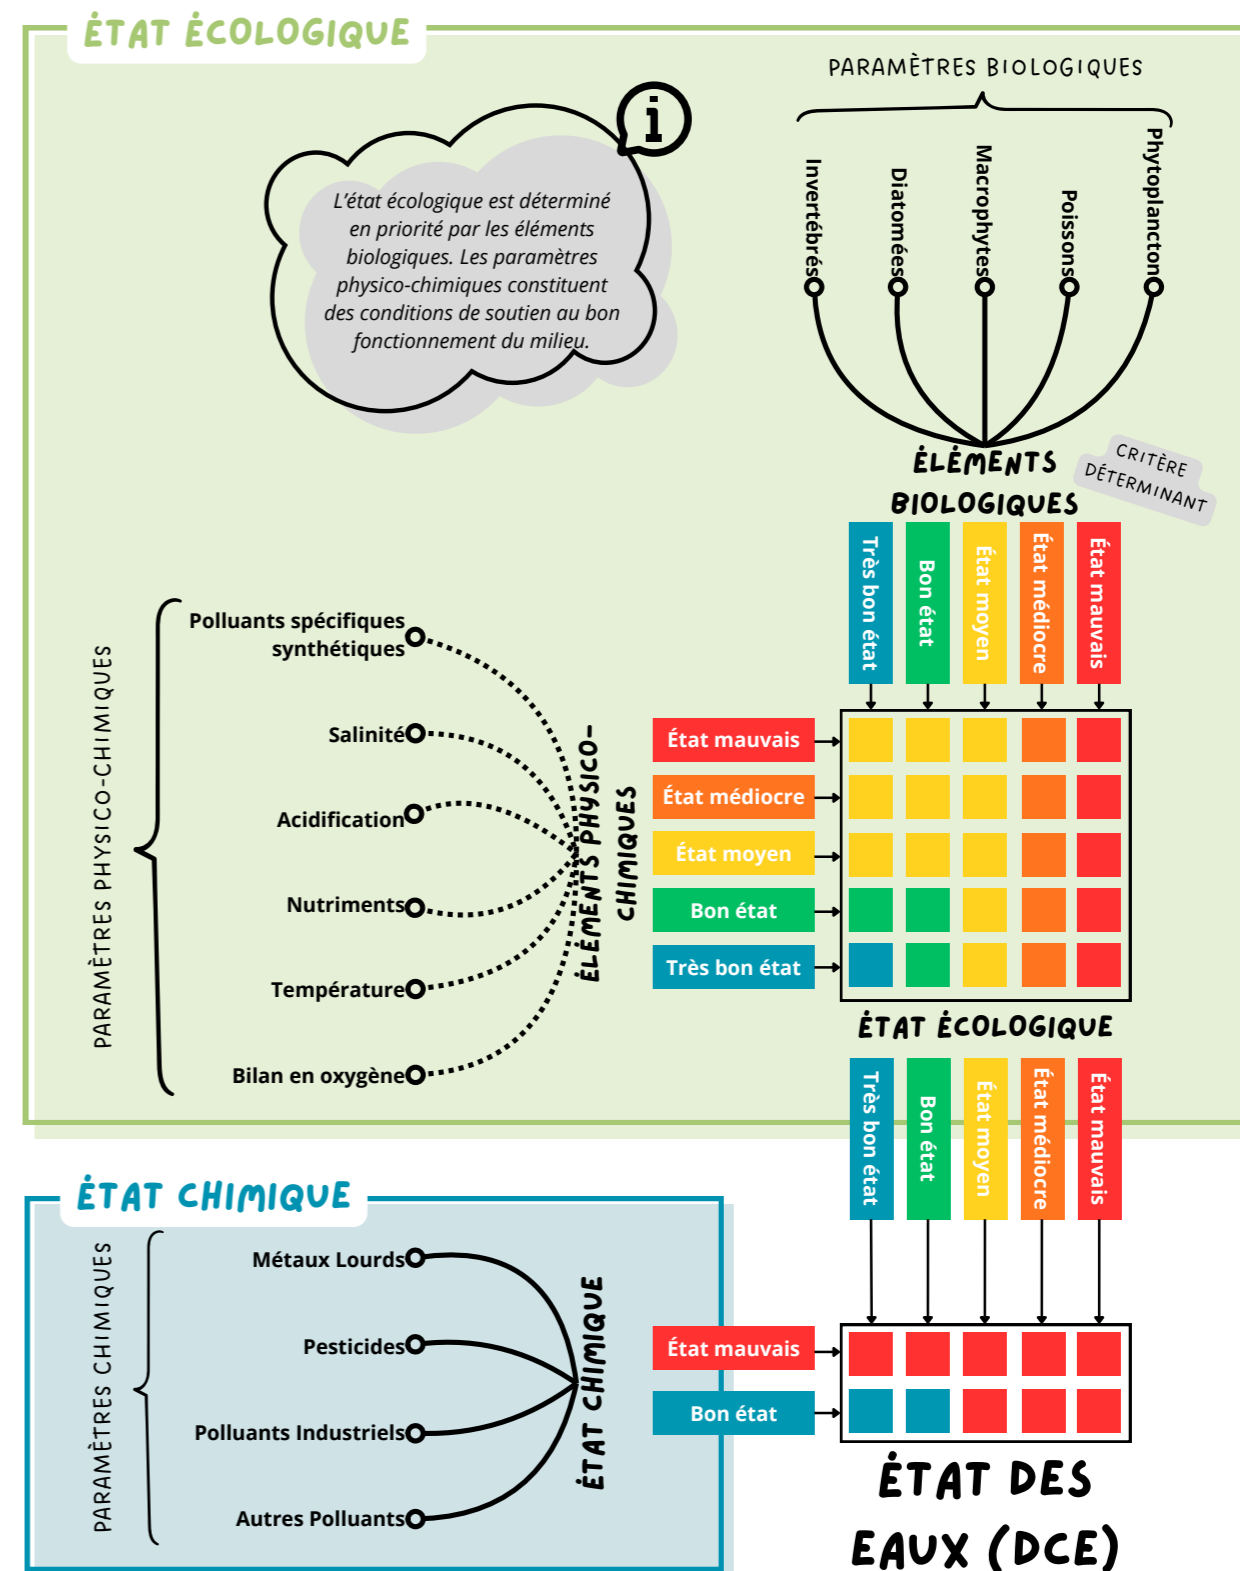 ÉTAT ÉCOLOGIQUE
PARAMÈTRES BIOLOGIQUES
i
L'état écologique est déterminé
en priorité par les éléments
biologiques. Les paramètres
physico-chimiques constituent
des conditions de soutien au bon
fonctionnement du milieu.
Invertébrés
Diatomées
Macrophytes
Poissons
Phytoplancton
ÉLÉMENTS
BIOLOGIQUES
CRITÈRE
DÉTERMINANT
Très bon état
Bon état
État moyen
État médiocre
État mauvais
PARAMÈTRES PHYSICO-CHIMIQUES
Polluants spécifiques
synthétiques
Salinité
Acidification
Nutriments
Température
Bilan en oxygène
ÉLÉMENTS PHYSICO-
CHIMIQUES
État mauvais
État médiocre
État moyen
Bon état
Très bon état
ÉTAT ÉCOLOGIQUE
Très bon état
Bon état
État moyen
État médiocre
État mauvais
ÉTAT CHIMIQUE
PARAMÈTRES CHIMIQUES
Métaux Lourds
Pesticides
Polluants Industriels
Autres Polluants
ÉTAT CHIMIQUE
État mauvais
Bon état
ÉTAT DES
EAUX (DCE)